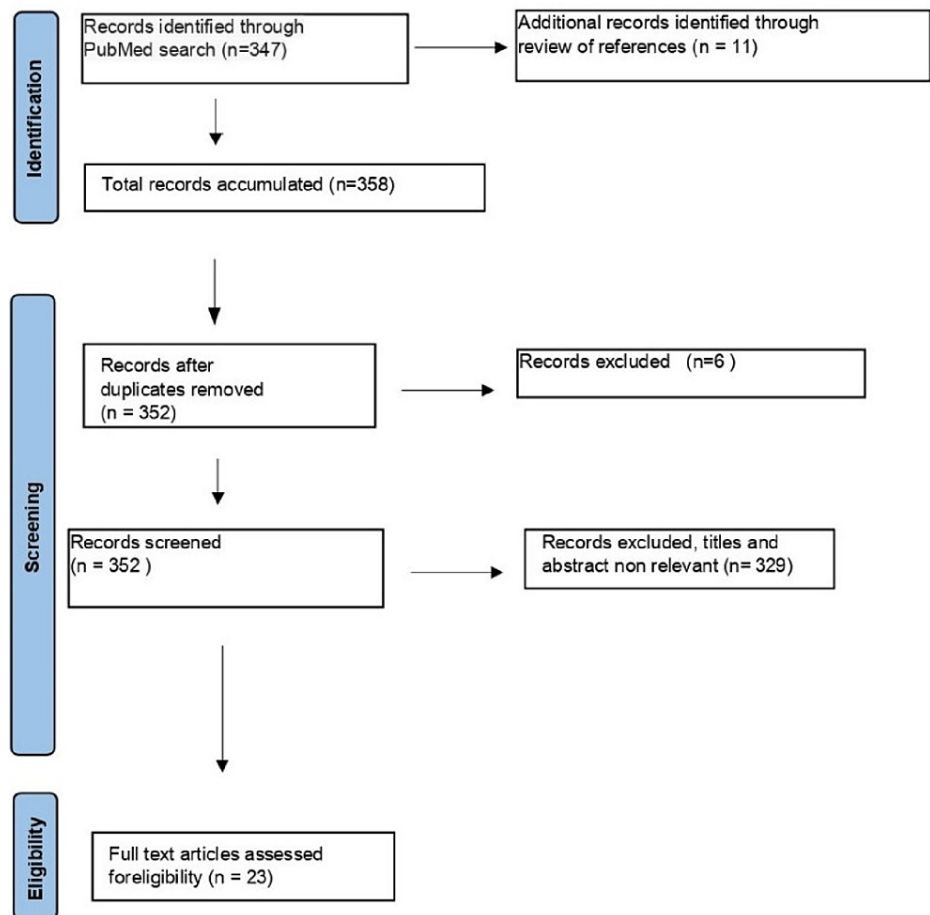 Identification
Records identified through
PubMed search (n=347)
Additional records identified through
review of references (n = 11)
Total records accumulated (n=358)
Screening
Records after
duplicates removed
(n = 352)
Records excluded (n=6 )
Records screened
(n = 352 )
Records excluded, titles and
abstract non relevant (n= 329)
Eligibility
Full text articles assessed
foreligibility (n = 23)